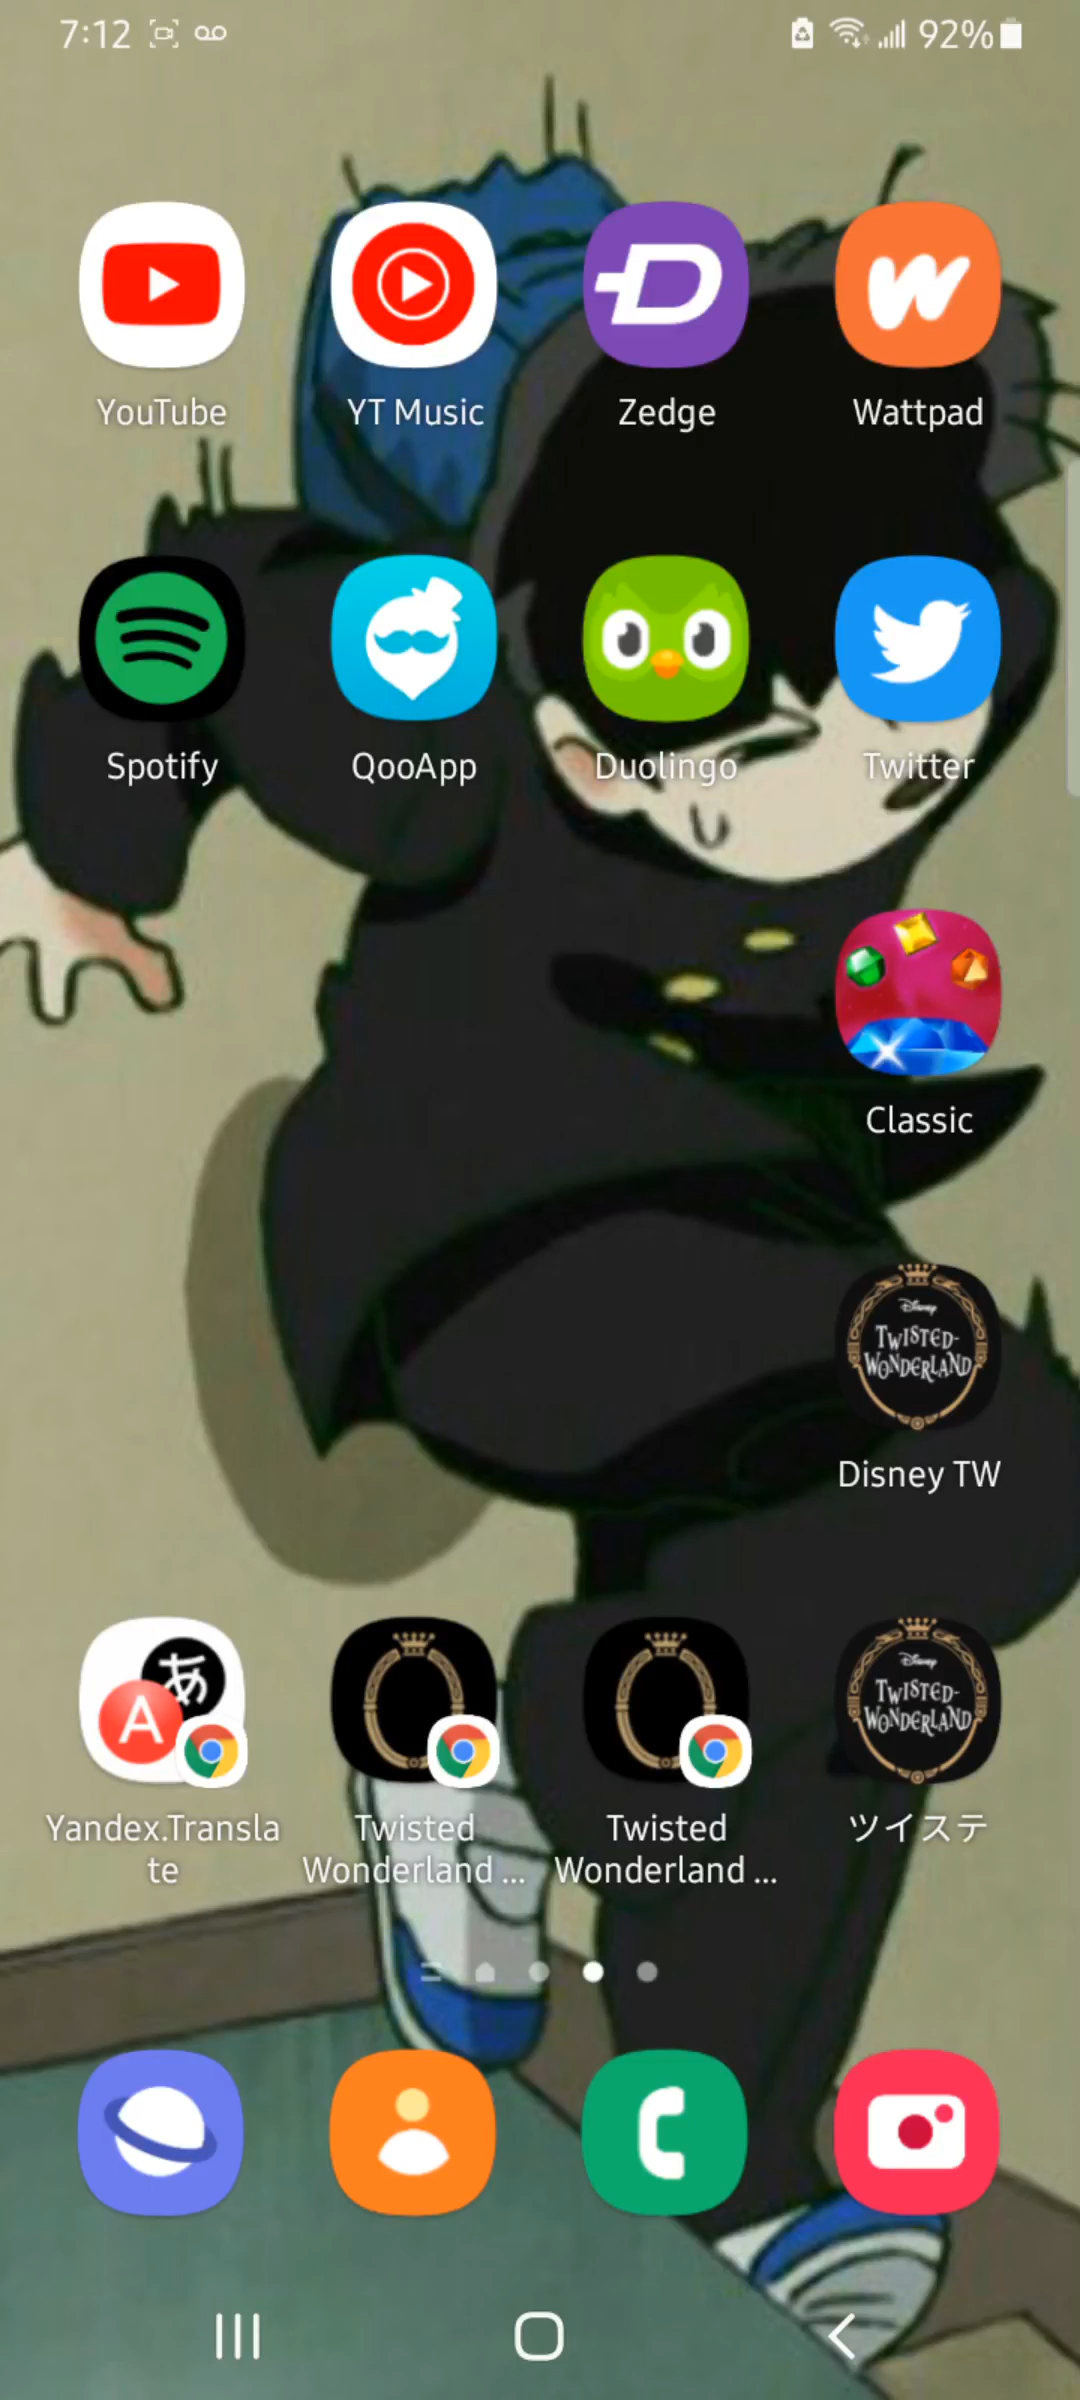 7:12
92%
YouTube
YT Music
Zedge
Wattpad
Spotify
QooApp
Duolingo
Twitter
Classic
Disney
TWISTED-
WONDERLAND
Disney TW
あ
A
Yandex.Transla
te
Twisted
Wonderland ...
Twisted
Wonderland ...
Disney
TWISTED-
WONDERLAND
ツイステ